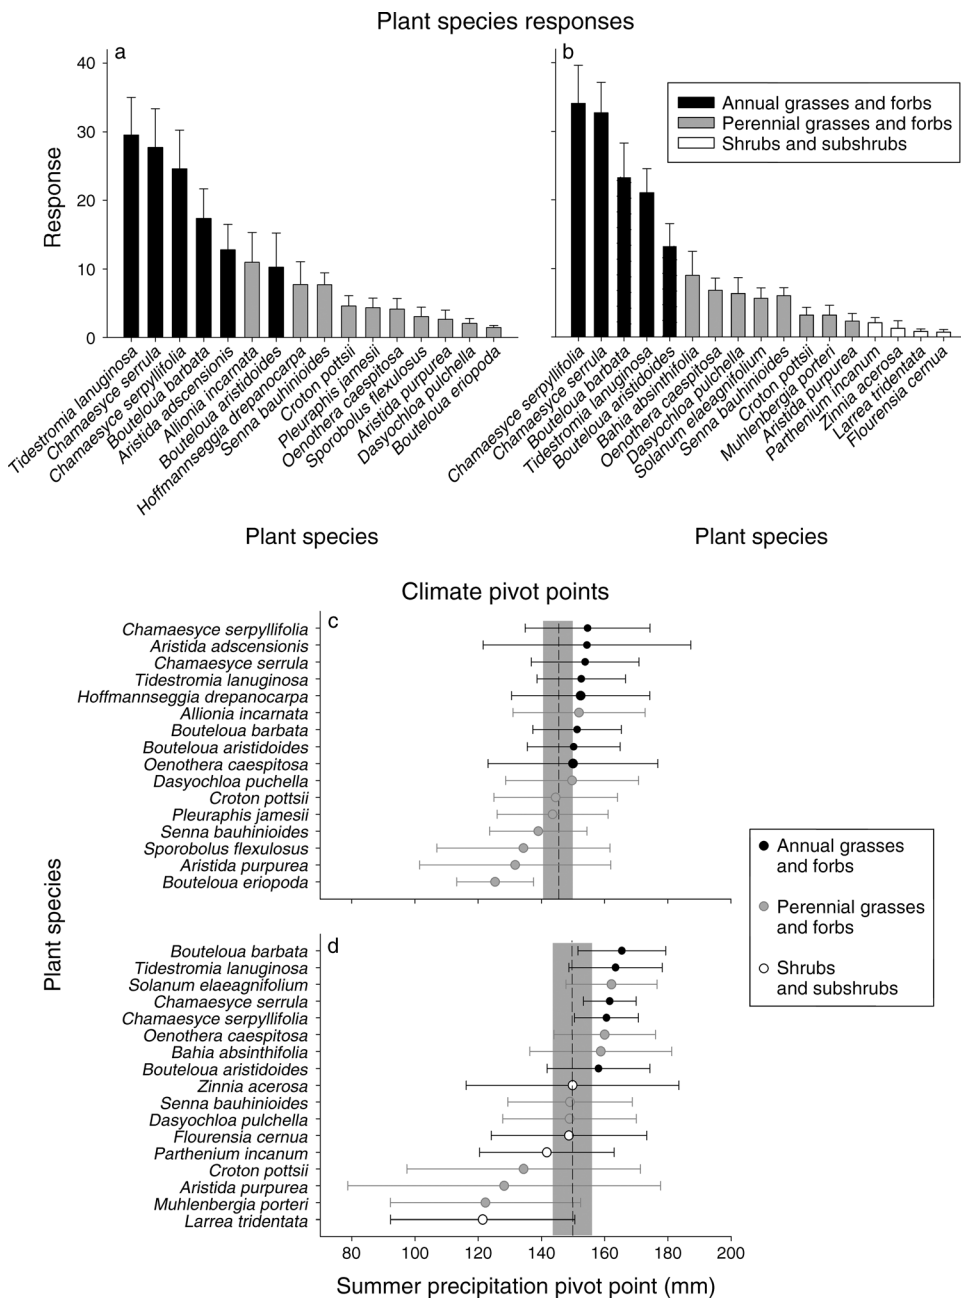 Plant species responses
a
b
40
30
20
10
0
Response
Annual grasses and forbs
Perennial grasses and forbs
Shrubs and subshrubs
Tidestromia lanuginosa
Chamaesyce serrula
Chamaesyce serpyllifolia
Bouteloua barbata
Aristida adscensionis
Allionia incarnata
Bouteloua aristidoides
Hoffmannseggia drepanocarpa
Senna bauhinioides
Croton pottsii
Pleuraphis jamesii
Oenothera caespitosa
Sporobolus flexulosus
Aristida purpurea
Dasyochloa pulchella
Bouteloua eriopoda
Chamaesyce serpyllifolia
Chamaesyce serrula
Bouteloua barbata
Tidestromia lanuginosa
Bouteloua aristidoides
Bahia absinthifolia
Oenothera caespitosa
Dasyochloa pulchella
Solanum elaeagnifolium
Senna bauhinioides
Croton pottsii
Muhlenbergia porteri
Aristida purpurea
Parthenium incanum
Zinnia acerosa
Larrea tridentata
Flourensia cernua
Plant species
Plant species
Climate pivot points
c
Chamaesyce serpyllifolia
Aristida adscensionis
Chamaesyce serrula
Tidestromia lanuginosa
Hoffmannseggia drepanocarpa
Allionia incarnata
Bouteloua barbata
Bouteloua aristidoides
Oenothera caespitosa
Dasyochloa puchella
Croton pottsii
Pleuraphis jamesii
Senna bauhinioides
Sporobolus flexulosus
Aristida purpurea
Bouteloua eriopoda
Plant species
Annual grasses
and forbs
Perennial grasses
and forbs
Shrubs
and subshrubs
d
Bouteloua barbata
Tidestromia lanuginosa
Solanum elaeagnifolium
Chamaesyce serrula
Chamaesyce serpyllifolia
Oenothera caespitosa
Bahia absinthifolia
Bouteloua aristidoides
Zinnia acerosa
Senna bauhinioides
Dasyochloa pulchella
Flourensia cernua
Parthenium incanum
Croton pottsii
Aristida purpurea
Muhlenbergia porteri
Larrea tridentata
80 100 120 140 160 180 200
Summer precipitation pivot point (mm)